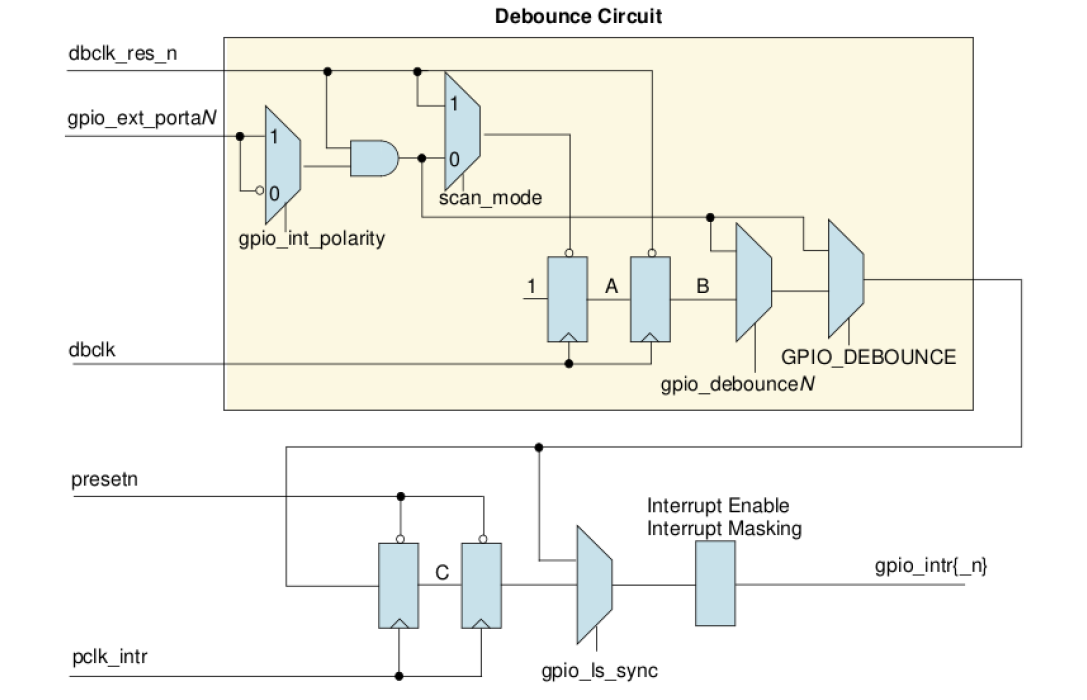 Debounce Circuit
dbclk_res_n
gpio_ext_portaN
1
1
0
0
scan_mode
gpio_int_polarity
1
A
B
dbclk
GPIO_DEBOUNCE
gpio_debounceN
presetn
Interrupt Enable
Interrupt Masking
C
gpio_intr{_n}
pclk_intr
gpio_ls_sync